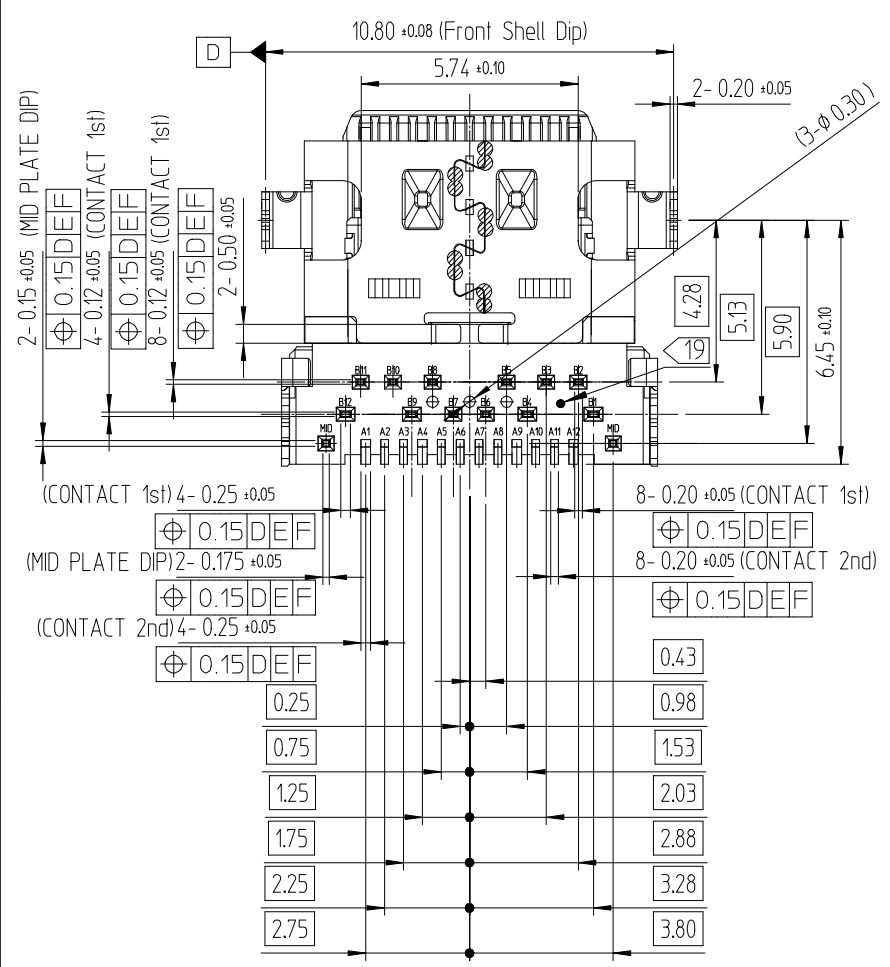 10.80 ±0.08 (Front Shell Dip)
D
5.74 ±0.10
2- 0.20 ±0.05
(3-ϕ 0.30)
2- 0.15 ±0.05 (MID PLATE DIP)
⌖ 0.15 D E F
4- 0.12 ±0.05 (CONTACT 1st)
⌖ 0.15 D E F
8- 0.12 ±0.05 (CONTACT 1st)
⌖ 0.15 D E F
2- 0.50 ±0.05
4.28
5.13
5.90
6.45 ±0.10
19
B11 B10 B8 B5 B3 B2
B12 B9 B7 B6 B4 B1
MID A1 A2 A3 A4 A5 A6 A7 A8 A9 A10 A11 A12 MID
(CONTACT 1st) 4- 0.25 ±0.05
⌖ 0.15 D E F
8- 0.20 ±0.05 (CONTACT 1st)
⌖ 0.15 D E F
(MID PLATE DIP) 2- 0.175 ±0.05
⌖ 0.15 D E F
8- 0.20 ±0.05 (CONTACT 2nd)
⌖ 0.15 D E F
(CONTACT 2nd) 4- 0.25 ±0.05
⌖ 0.15 D E F
0.43
0.25 0.98
0.75 1.53
1.25 2.03
1.75 2.88
2.25 3.28
2.75 3.80